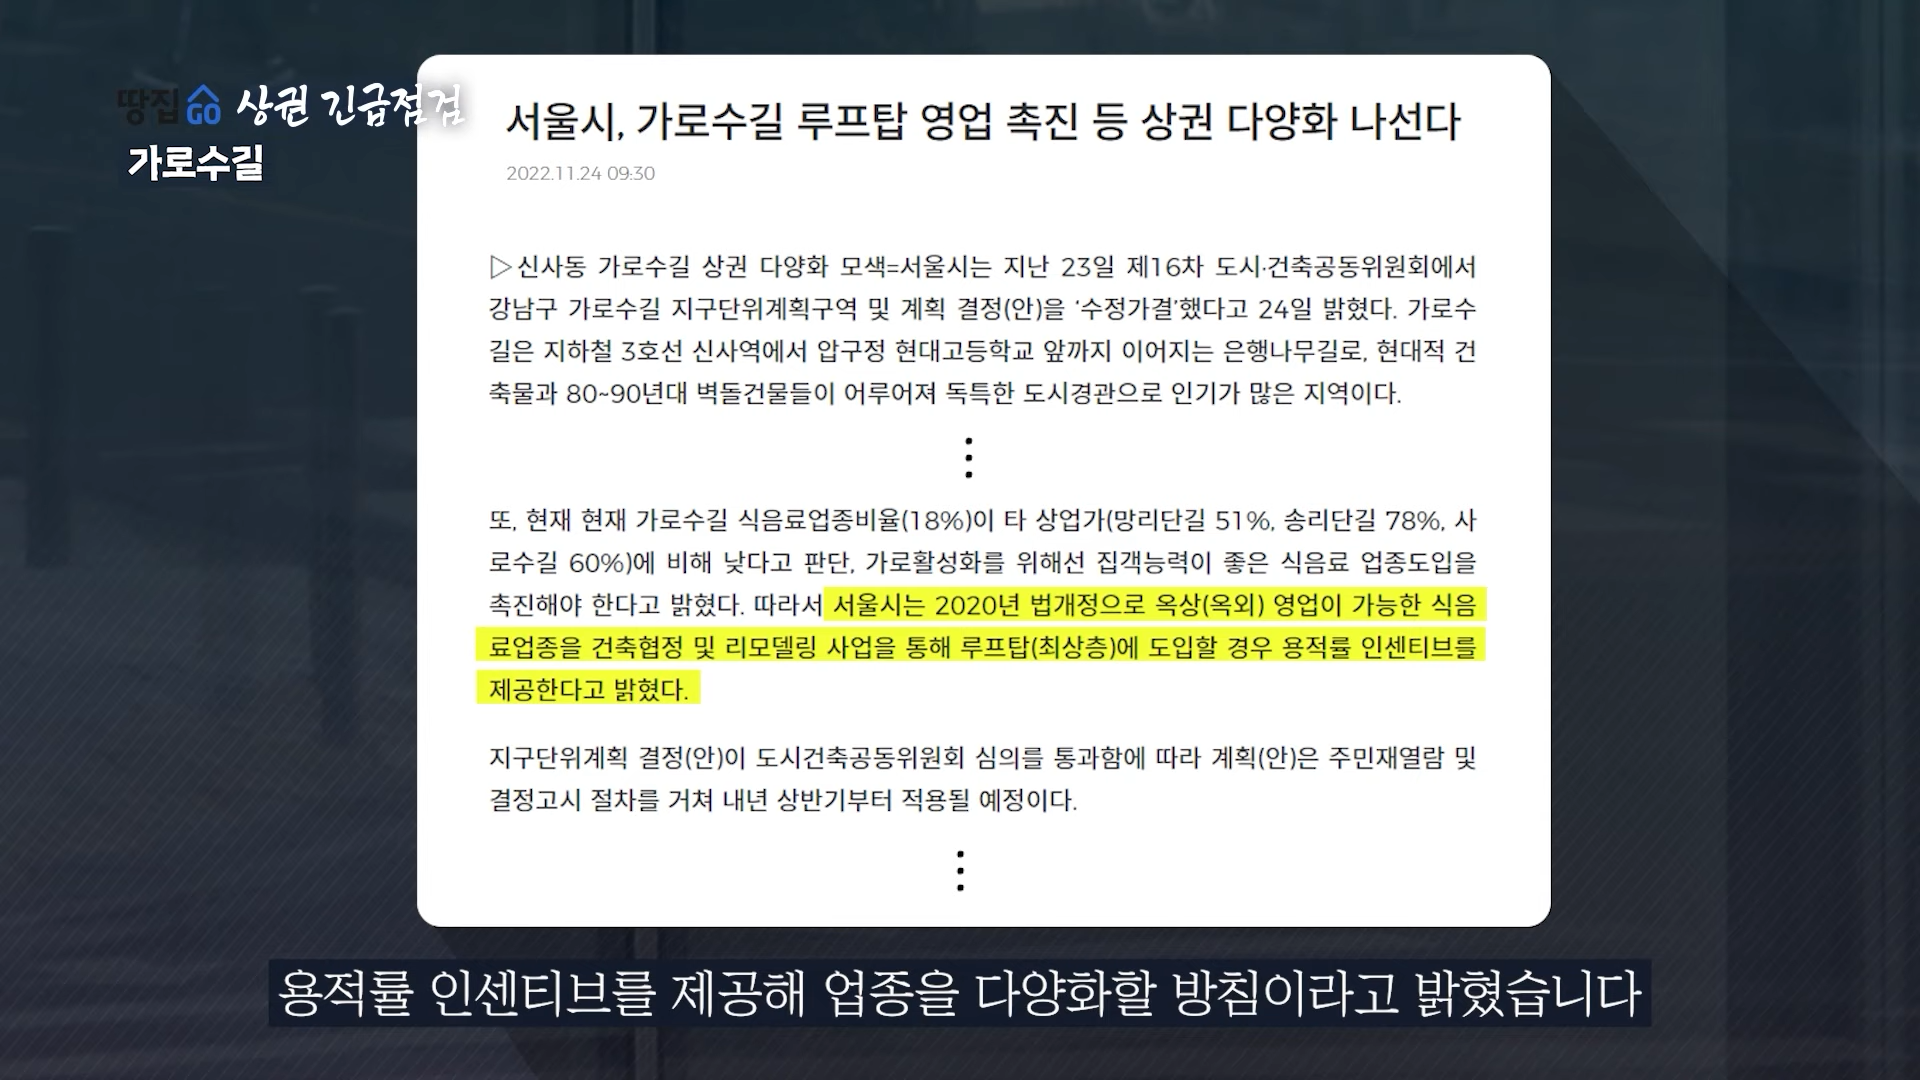 땅집GO 상권 긴급점검
가로수길
서울시, 가로수길 루프탑 영업 촉진 등 상권 다양화 나선다
2022.11.24 09:30
▷신사동 가로수길 상권 다양화 모색=서울시는 지난 23일 제16차 도시·건축공동위원회에서
강남구 가로수길 지구단위계획구역 및 계획 결정(안)을 '수정가결'했다고 24일 밝혔다. 가로수
길은 지하철 3호선 신사역에서 압구정 현대고등학교 앞까지 이어지는 은행나무길로, 현대적 건
축물과 80~90년대 벽돌건물들이 어루어져 독특한 도시경관으로 인기가 많은 지역이다.
또, 현재 현재 가로수길 식음료업종비율(18%)이 타 상업가(망리단길 51%, 송리단길 78%, 사
로수길 60%)에 비해 낮다고 판단, 가로활성화를 위해선 집객능력이 좋은 식음료 업종도입을
촉진해야 한다고 밝혔다. 따라서 서울시는 2020년 법개정으로 옥상(옥외) 영업이 가능한 식음
료업종을 건축협정 및 리모델링 사업을 통해 루프탑(최상층)에 도입할 경우 용적률 인센티브를
제공한다고 밝혔다.
지구단위계획 결정(안)이 도시건축공동위원회 심의를 통과함에 따라 계획(안)은 주민재열람 및
결정고시 절차를 거쳐 내년 상반기부터 적용될 예정이다.
용적률 인센티브를 제공해 업종을 다양화할 방침이라고 밝혔습니다